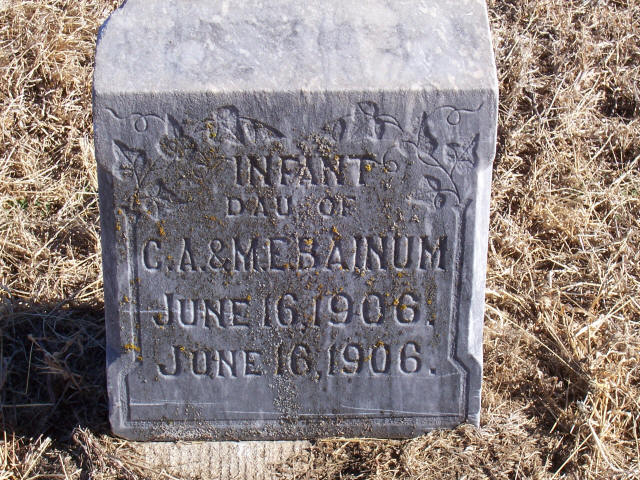 INFANT
DAU OF
C.A.&M.E.BAINUM
JUNE 16, 1906.
JUNE 16, 1906.